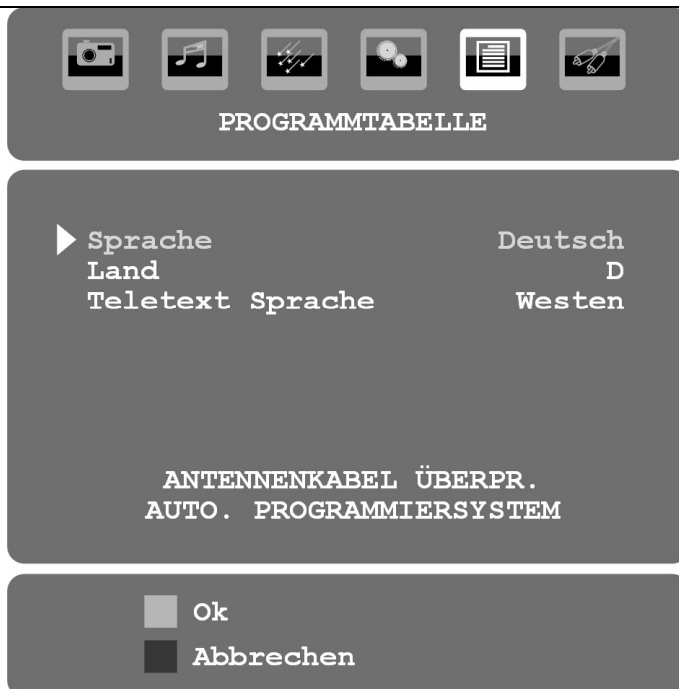 PROGRAMMTABELLE
Sprache Deutsch
Land D
Teletext Sprache Westen
ANTENNENKABEL ÜBERPR.
AUTO. PROGRAMMIERSYSTEM
Ok
Abbrechen